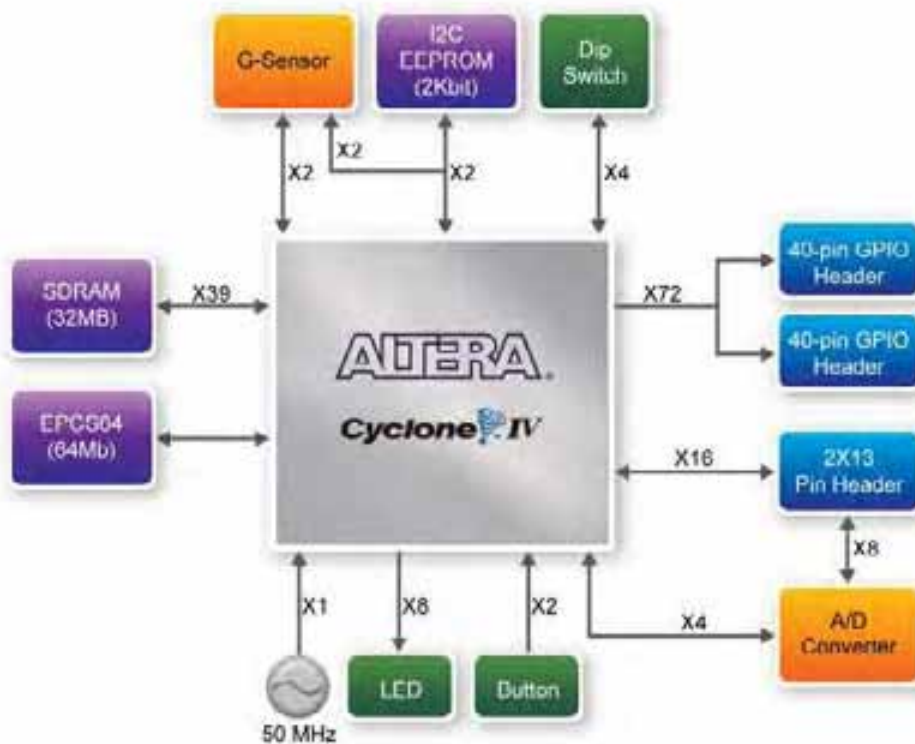 G-Sensor
I2C
EEPROM
(2Kbit)
Dip
Switch
X2
X2
X2
X4
SDRAM
(32MB)
X39
X72
40-pin GPIO
Header
40-pin GPIO
Header
ALTERA.
Cyclone IV
EPCS64
(64Mb)
X16
2X13
Pin Header
X8
X1
X8
X2
X4
A/D
Converter
LED
Button
50 MHz